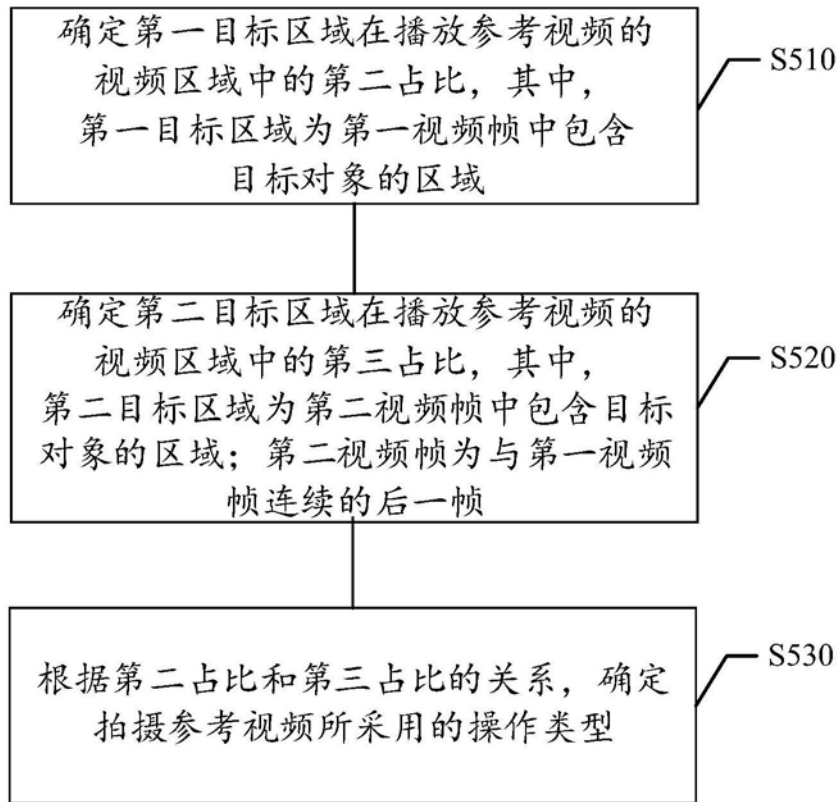 确定第一目标区域在播放参考视频的
视频区域中的第二占比，其中，
第一目标区域为第一视频帧中包含
目标对象的区域
S510
确定第二目标区域在播放参考视频的
视频区域中的第三占比，其中，
第二目标区域为第二视频帧中包含目标
对象的区域；第二视频帧为与第一视频
帧连续的后一帧
S520
根据第二占比和第三占比的关系，确定
拍摄参考视频所采用的操作类型
S530